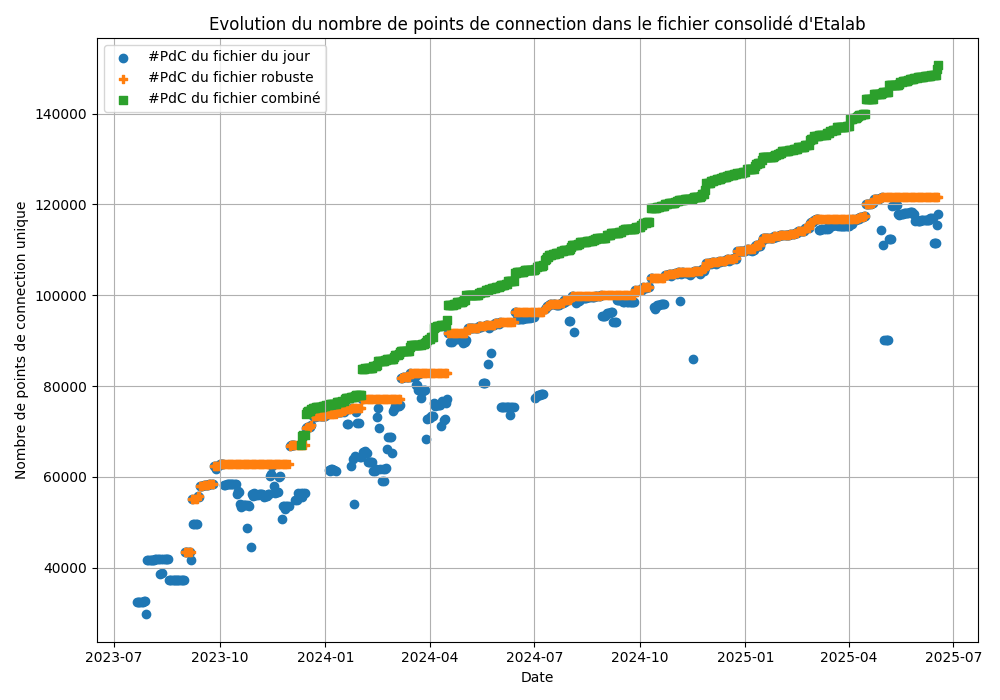 Evolution du nombre de points de connection dans le fichier consolidé d'Etalab
#PdC du fichier du jour
#PdC du fichier robuste
#PdC du fichier combiné
Nombre de points de connection unique
140000
120000
100000
80000
60000
40000
2023-07 2023-10 2024-01 2024-04 2024-07 2024-10 2025-01 2025-04 2025-07
Date